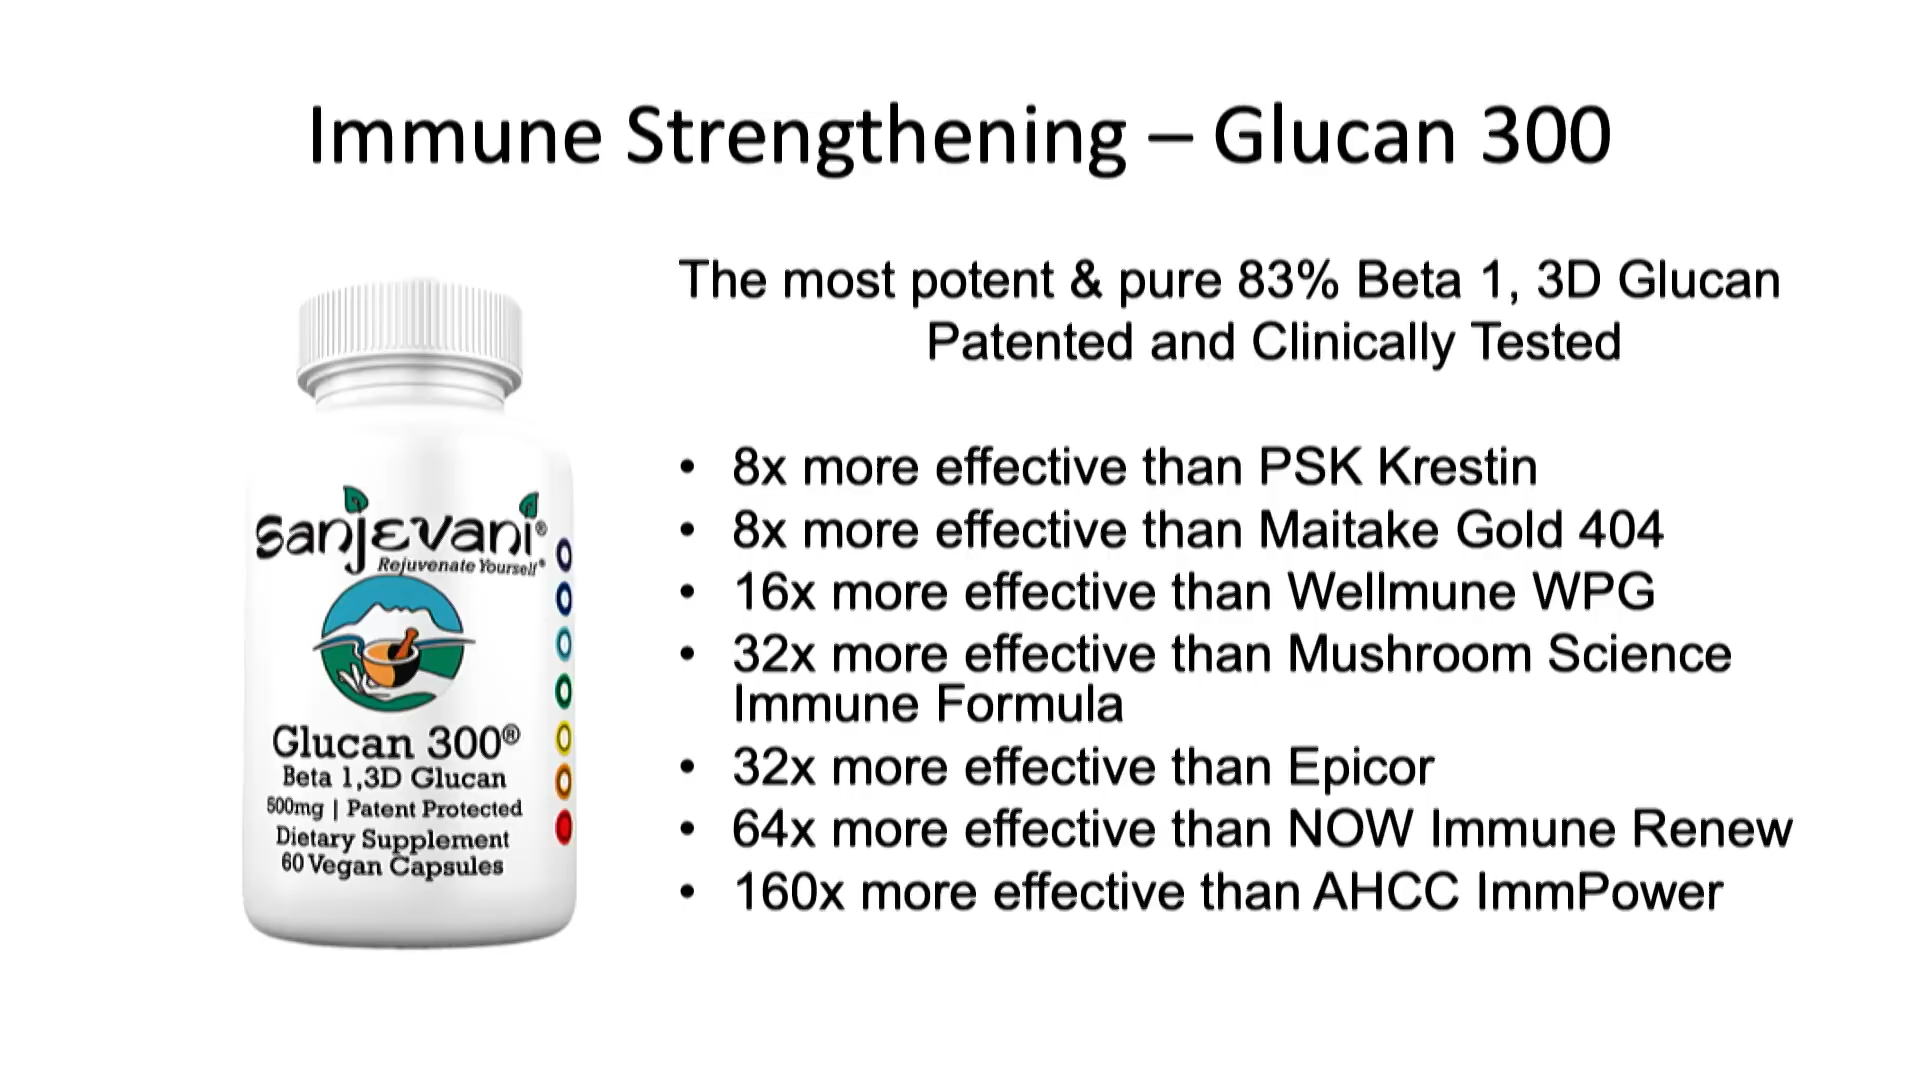 Immune Strengthening – Glucan 300
The most potent & pure 83% Beta 1, 3D Glucan
Patented and Clinically Tested
• 8x more effective than PSK Krestin
• 8x more effective than Maitake Gold 404
• 16x more effective than Wellmune WPG
• 32x more effective than Mushroom Science
Immune Formula
• 32x more effective than Epicor
• 64x more effective than NOW Immune Renew
• 160x more effective than AHCC ImmPower
Sanjevani®
Rejuvenate Yourself®
Glucan 300®
Beta 1,3D Glucan
500mg | Patent Protected
Dietary Supplement
60 Vegan Capsules